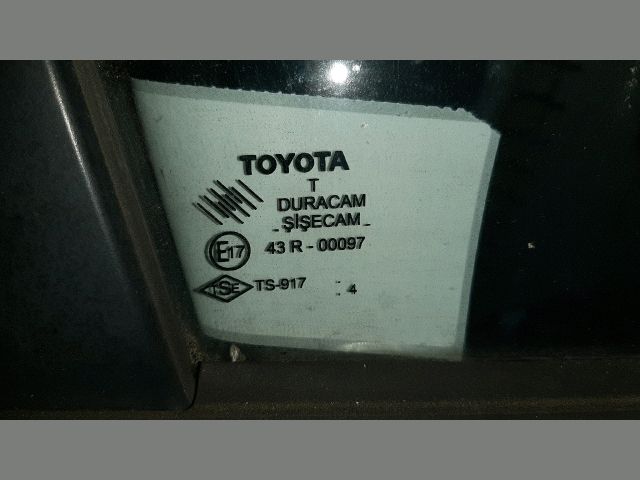 TOYOTA
T
DURACAM
ŞİŞECAM
E17 43 R - 00097
TSE TS-917 : 4